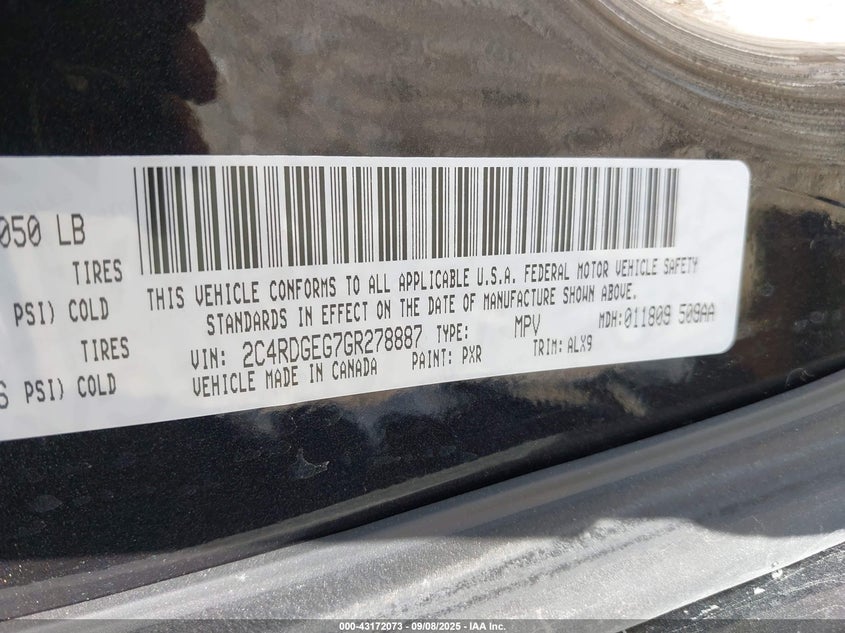 050 LB
TIRES
PSI) COLD
TIRES
PSI) COLD
THIS VEHICLE CONFORMS TO ALL APPLICABLE U.S.A. FEDERAL MOTOR VEHICLE SAFETY
STANDARDS IN EFFECT ON THE DATE OF MANUFACTURE SHOWN ABOVE.
VIN: 2C4RDGEG7GR278887 TYPE: MPV MDH:011809 509AA
VEHICLE MADE IN CANADA PAINT: PXR TRIM: ALX9
000-43172073 - 09/08/2025 - IAA Inc.